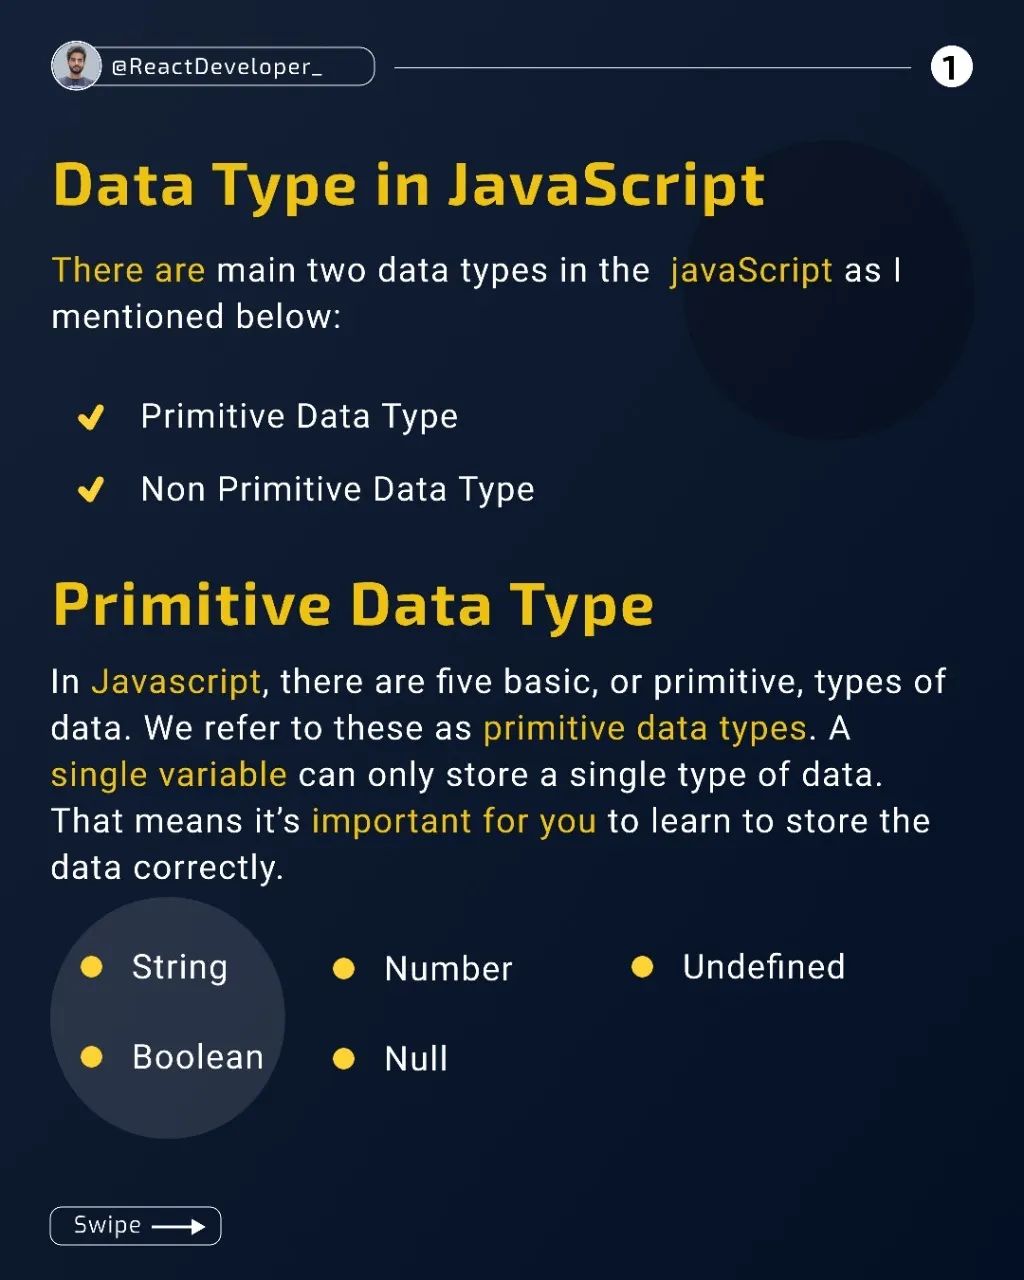 @ReactDeveloper_
1
Data Type in JavaScript
There are main two data types in the javaScript as I
mentioned below:
Primitive Data Type
Non Primitive Data Type
Primitive Data Type
In Javascript, there are five basic, or primitive, types of
data. We refer to these as primitive data types. A
single variable can only store a single type of data.
That means it’s important for you to learn to store the
data correctly.
String
Number
Undefined
Boolean
Null
Swipe